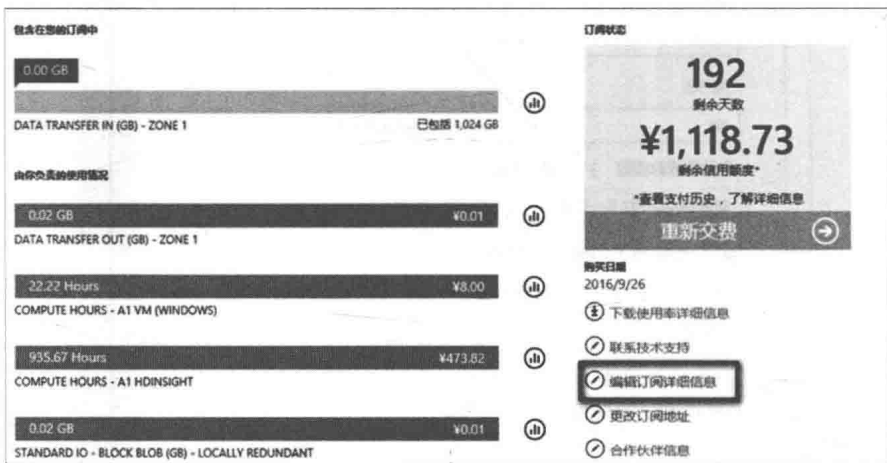 包含在您的订阅中
0.00 GB
DATA TRANSFER IN (GB) - ZONE 1
已包括 1,024 GB
由你负责的使用情况
0.02 GB
¥0.01
DATA TRANSFER OUT (GB) - ZONE 1
22.22 Hours
¥8.00
COMPUTE HOURS - A1 VM (WINDOWS)
935.67 Hours
¥473.82
COMPUTE HOURS - A1 HDINSIGHT
0.02 GB
¥0.01
STANDARD IO - BLOCK BLOB (GB) - LOCALLY REDUNDANT
订阅状态
192
剩余天数
¥1,118.73
剩余信用额度*
*查看支付历史，了解详细信息
重新交费
购买日期
2016/9/26
下载使用率详细信息
联系技术支持
编辑订阅详细信息
更改订阅地址
合作伙伴信息